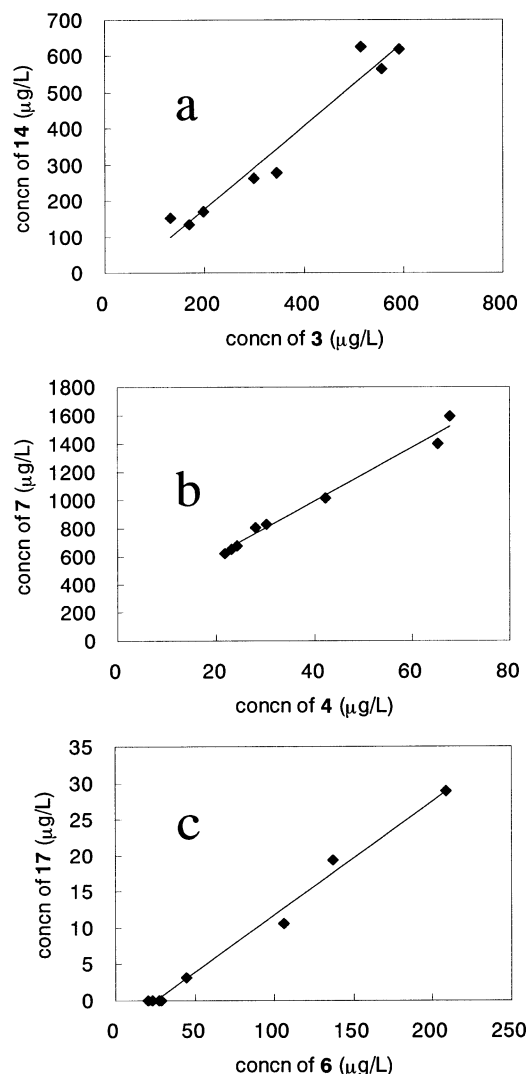 700
600
500
400
300
200
100
0
concn of 14 (µg/L)
a
0 200 400 600 800
concn of 3 (µg/L)
1800
1600
1400
1200
1000
800
600
400
200
0
concn of 7 (µg/L)
b
0 20 40 60 80
concn of 4 (µg/L)
35
30
25
20
15
10
5
0
concn of 17 (µg/L)
c
0 50 100 150 200 250
concn of 6 (µg/L)